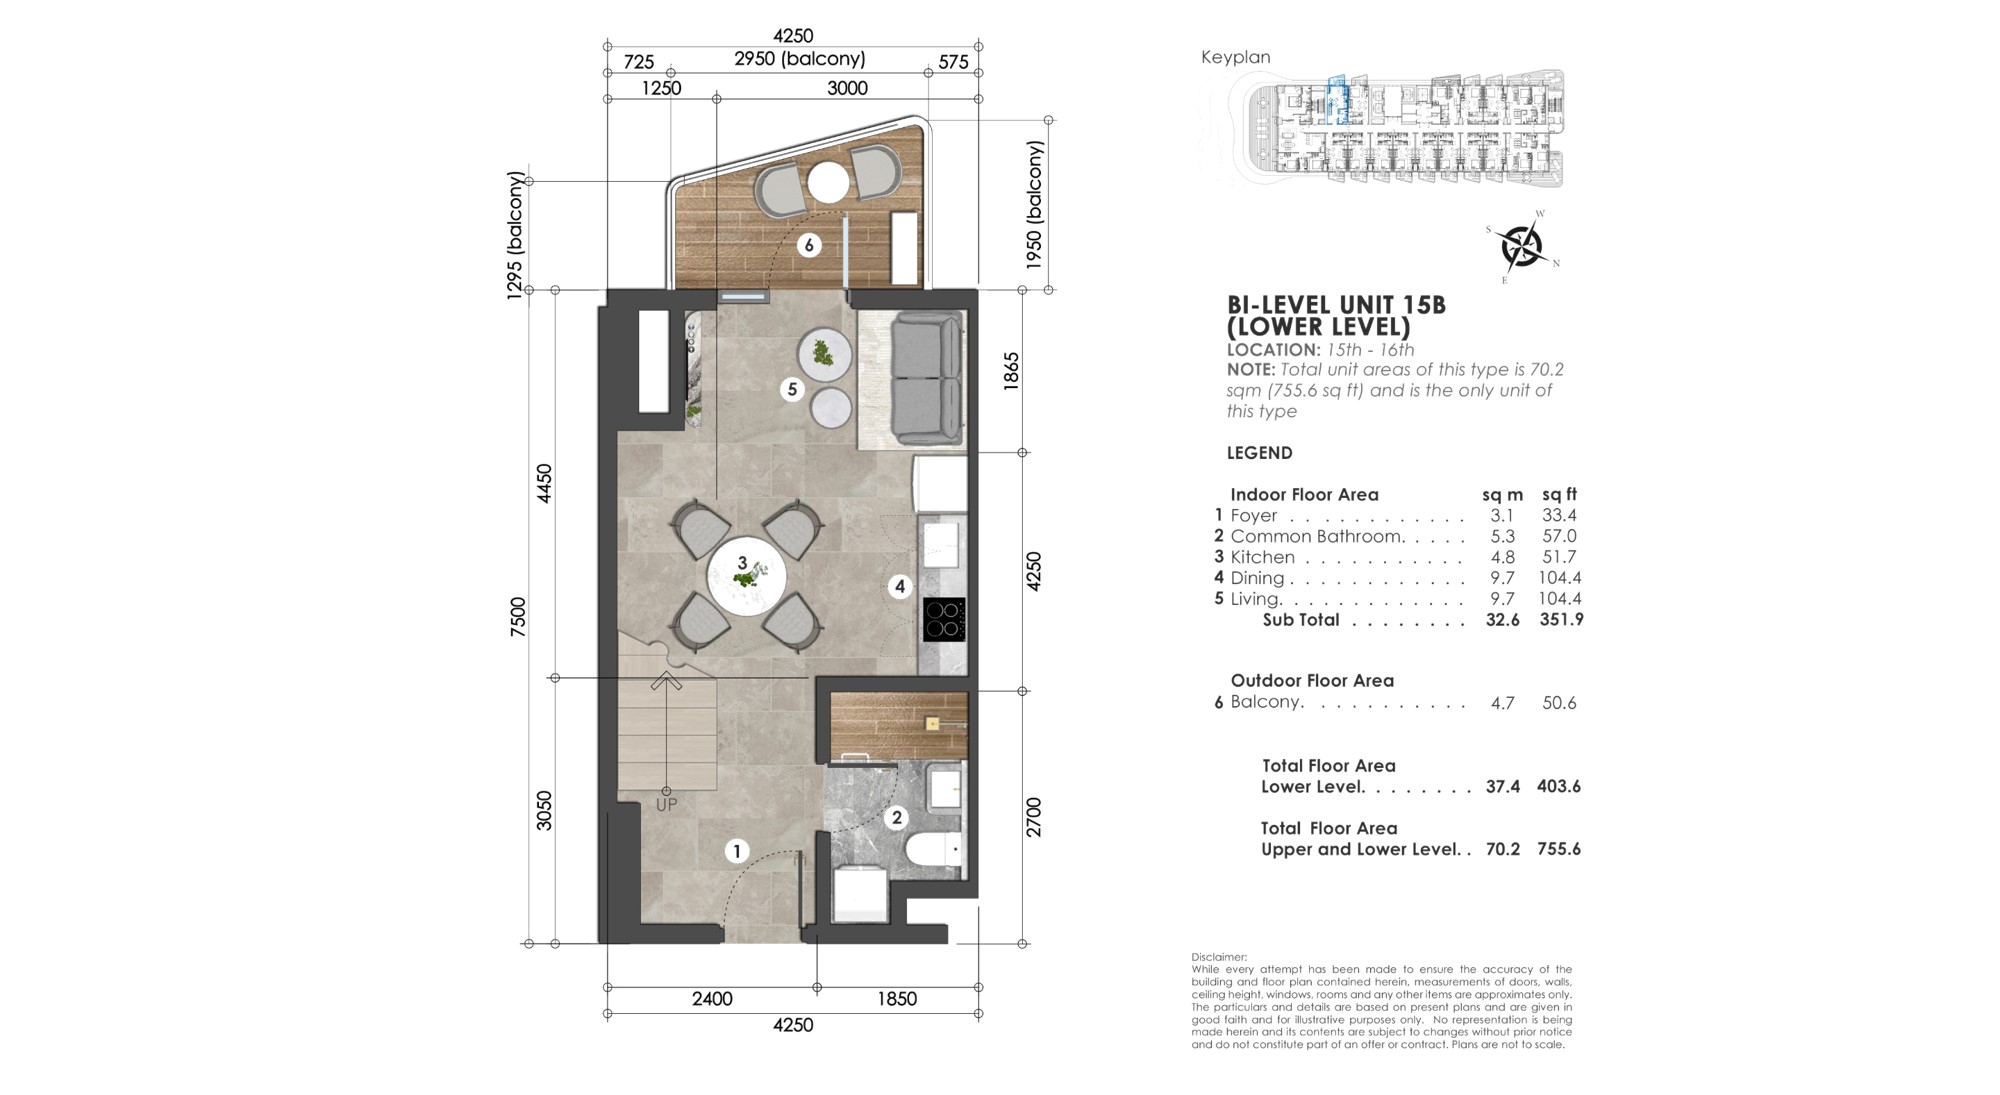 4250
725
2950 (balcony)
575
1250
3000
1295 (balcony)
1950 (balcony)
6
5
1865
4450
3
4
4250
7500
UP
3050
2
2700
1
2400
1850
4250
Keyplan
W
S
N
E
BI-LEVEL UNIT 15B
(LOWER LEVEL)
LOCATION: 15th - 16th
NOTE: Total unit areas of this type is 70.2
sqm (755.6 sq ft) and is the only unit of
this type
LEGEND
Indoor Floor Area sq m sq ft
1 Foyer . . . . . . . . . . . . 3.1 33.4
2 Common Bathroom. . . . . 5.3 57.0
3 Kitchen . . . . . . . . . . . 4.8 51.7
4 Dining . . . . . . . . . . . . 9.7 104.4
5 Living. . . . . . . . . . . . . 9.7 104.4
Sub Total . . . . . . . . 32.6 351.9
Outdoor Floor Area
6 Balcony. . . . . . . . . . . 4.7 50.6
Total Floor Area
Lower Level. . . . . . . . 37.4 403.6
Total Floor Area
Upper and Lower Level. . 70.2 755.6
Disclaimer:
While every attempt has been made to ensure the accuracy of the
building and floor plan contained herein, measurements of doors, walls,
ceiling height, windows, rooms and any other items are approximates only.
The particulars and details are based on present plans and are given in
good faith and for illustrative purposes only. No representation is being
made herein and its contents are subject to changes without prior notice
and do not constitute part of an offer or contract. Plans are not to scale.